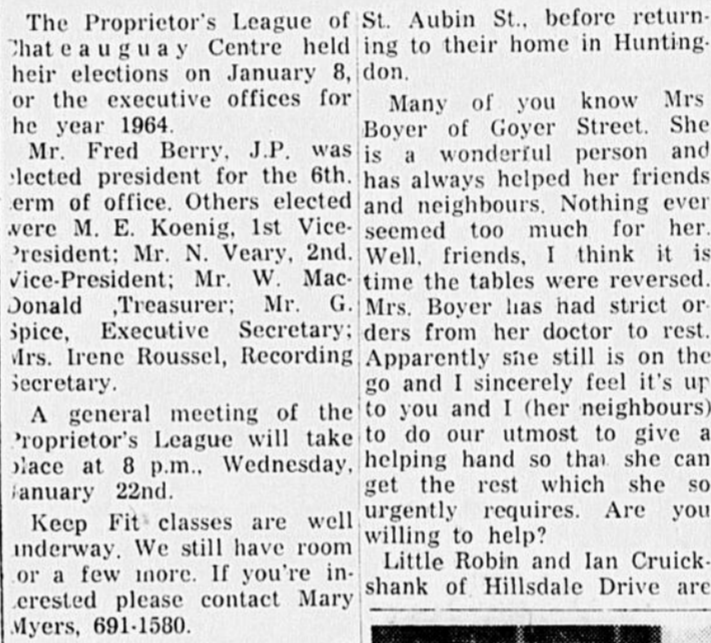 The Proprietor's League of
Chateauguay Centre held
heir elections on January 8,
or the executive offices for
he year 1964.
Mr. Fred Berry, J.P. was
elected president for the 6th.
erm of office. Others elected
were M. E. Koenig, 1st Vice-
President; Mr. N. Veary, 2nd.
Vice-President; Mr. W. Mac-
Donald ,Treasurer; Mr. G.
Spice, Executive Secretary;
Mrs. Irene Roussel, Recording
Secretary.
A general meeting of the
Proprietor's League will take
place at 8 p.m., Wednesday,
January 22nd.
Keep Fit classes are well
underway. We still have room
or a few more. If you're in-
erested please contact Mary
Myers, 691-1580.
St. Aubin St., before return-
ing to their home in Hunting-
don.
Many of you know Mrs
Boyer of Goyer Street. She
is a wonderful person and
has always helped her friends
and neighbours. Nothing ever
seemed too much for her.
Well, friends, I think it is
time the tables were reversed.
Mrs. Boyer has had strict or-
ders from her doctor to rest.
Apparently she still is on the
go and I sincerely feel it's up
to you and I (her neighbours)
to do our utmost to give a
helping hand so that she can
get the rest which she so
urgently requires. Are you
willing to help?
Little Robin and Ian Cruick-
shank of Hillsdale Drive are